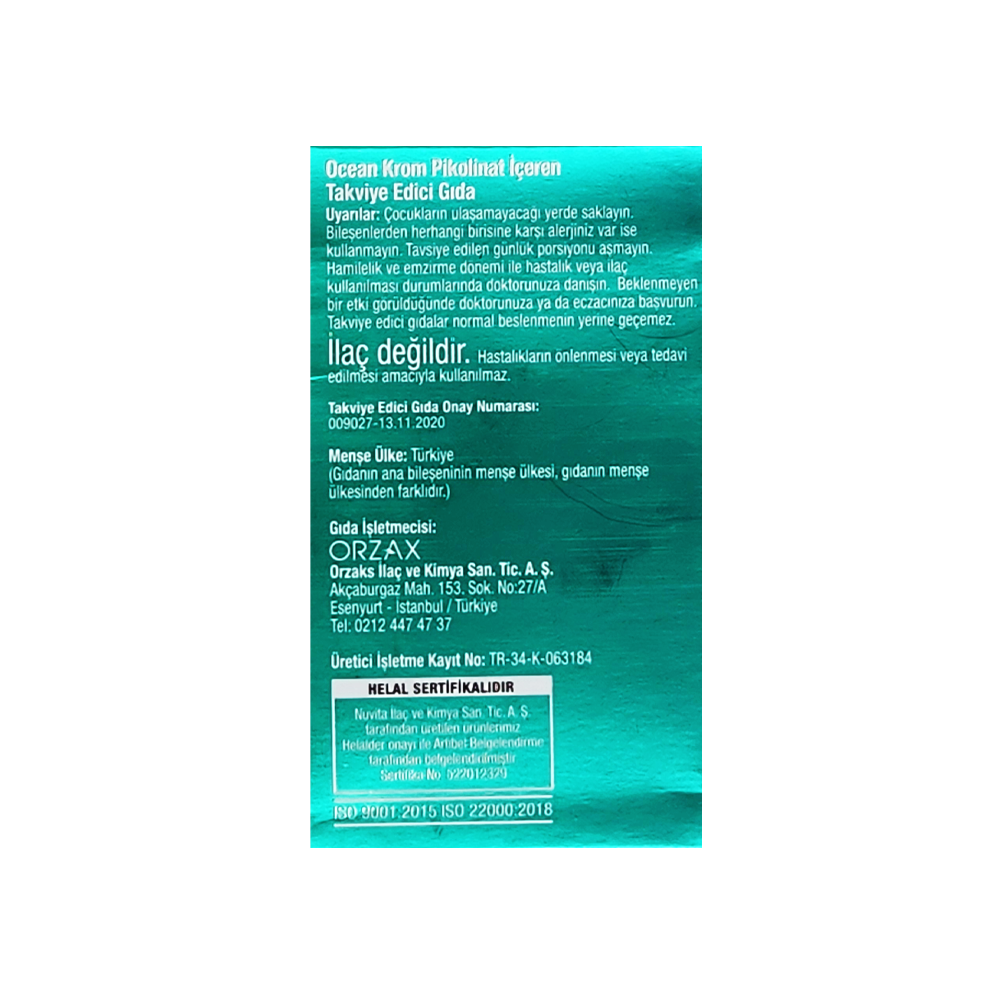 Ocean Krom Pikolinat İçeren
Takviye Edici Gıda
Uyarılar: Çocukların ulaşamayacağı yerde saklayın.
Bileşenlerden herhangi birisine karşı alerjiniz var ise
kullanmayın. Tavsiye edilen günlük porsiyonu aşmayın.
Hamilelik ve emzirme dönemi ile hastalık veya ilaç
kullanılması durumlarında doktorunuza danışın. Beklenmeyen
bir etki görüldüğünde doktorunuza ya da eczacınıza başvurun.
Takviye edici gıdalar normal beslenmenin yerine geçemez.
İlaç değildir. Hastalıkların önlenmesi veya tedavi
edilmesi amacıyla kullanılmaz.
Takviye Edici Gıda Onay Numarası:
009027-13.11.2020
Menşe Ülke: Türkiye
(Gıdanın ana bileşeninin menşe ülkesi, gıdanın menşe
ülkesinden farklıdır.)
Gıda İşletmecisi:
ORZAX
Orzaks İlaç ve Kimya San. Tic. A. Ş.
Akçaburgaz Mah. 153. Sok. No:27/A
Esenyurt - İstanbul / Türkiye
Tel: 0212 447 47 37
Üretici İşletme Kayıt No: TR-34-K-063184
HELAL SERTİFİKALIDIR
Nuvita İlaç ve Kimya San. Tic. A. Ş.
tarafından üretilen ürünlerimiz
Helalder onayı ile Artibel Belgelendirme
tarafından belgelendirilmiştir
Sertifika No: 522012320
ISO 9001:2015 ISO 22000:2018